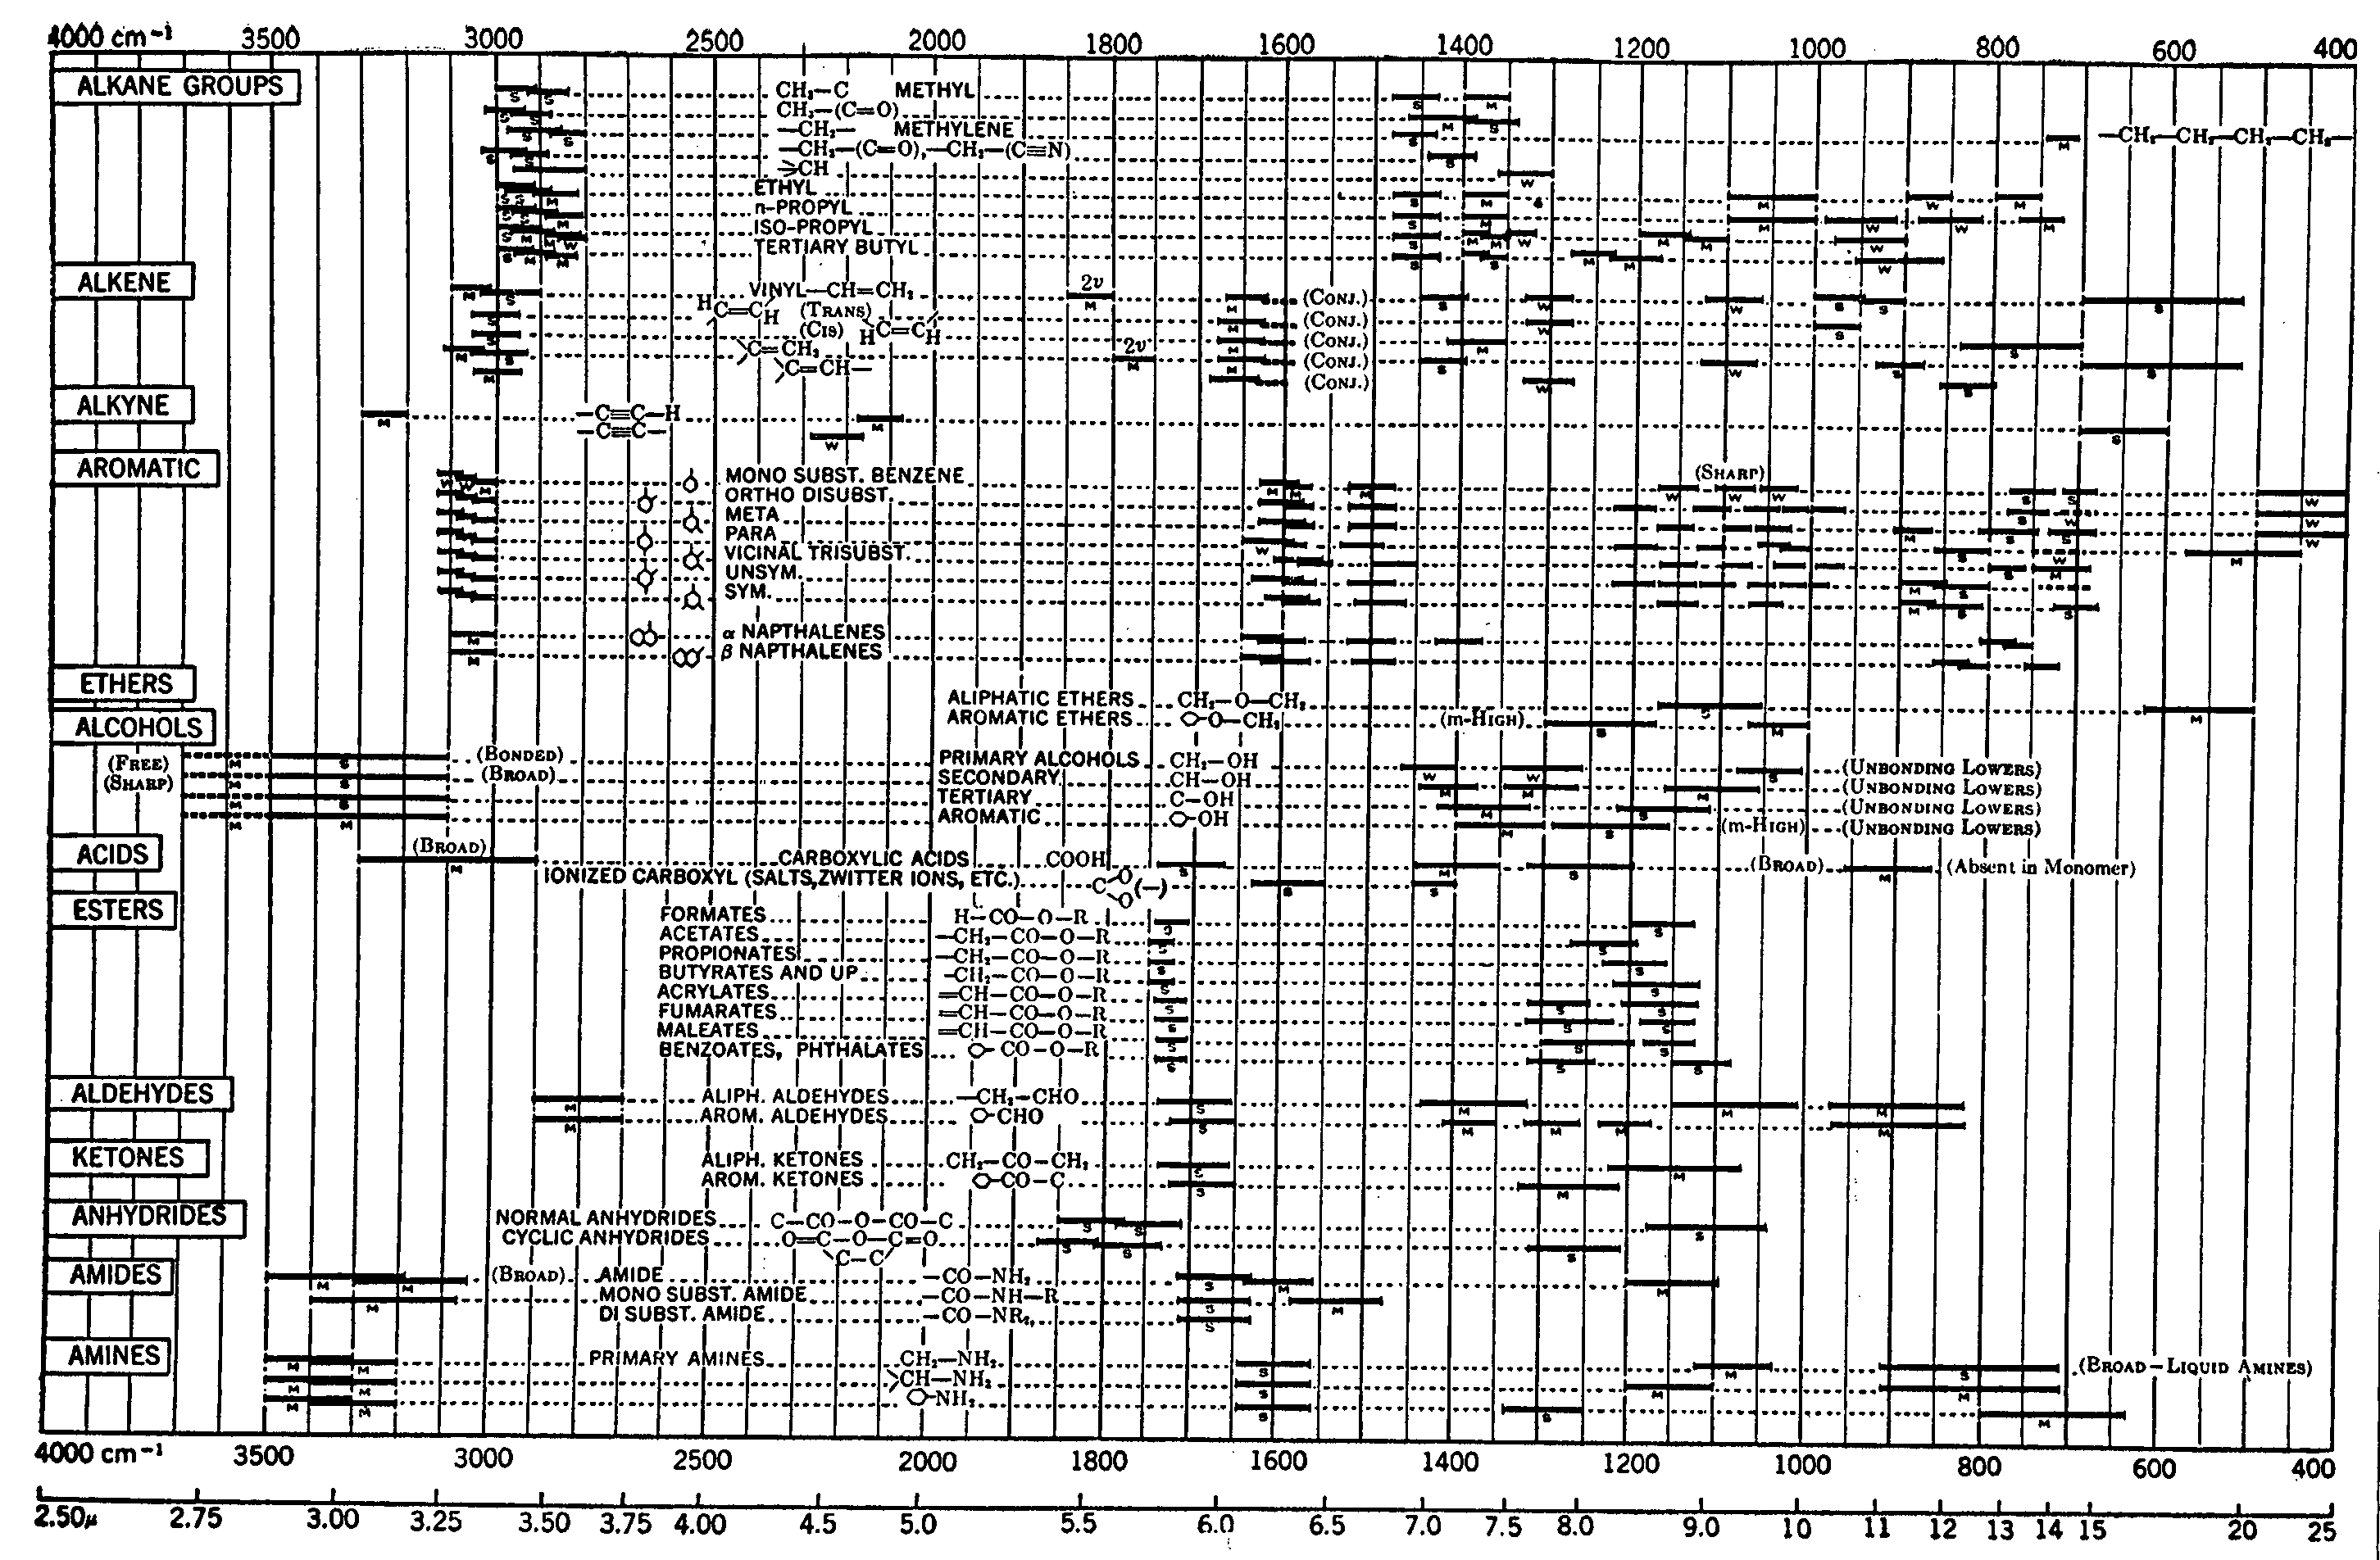 4000 cm⁻¹ 3500 3000 2500 2000 1800 1600 1400 1200 1000 800 600 400
ALKANE GROUPS
CH₃—C METHYL
S S S M
CH₃—(C=O)
S S M S
—CH₂— METHYLENE
S S S M —CH₂—CH₂—CH₂—CH₂—
—CH₂—(C=O),—CH₂—(C≡N)
S S S
⪫CH
W
ETHYL
S S M S M M W M
n-PROPYL
S S M S M M W W M
ISO-PROPYL
S M M W S M M W M M W
TERTIARY BUTYL
S M M S S M M W
ALKENE
VINYL—CH=CH₂
M S 2ν M M (CONJ.) S W W S S S
H C=C H (TRANS)
S M (CONJ.) W S
(CIS) H C=C H
S M (CONJ.) M S
C=CH₂
M S 2ν M M (CONJ.) S W S S
C=CH—
M (CONJ.) W M
ALKYNE
—C≡C—H
M M S
—C≡C—
W
AROMATIC
MONO SUBST. BENZENE (SHARP)
W W M M M M W W W S S W
ORTHO DISUBST.
S W W
META
M S S W
PARA
W S M
VICINAL TRISUBST.
S M
UNSYM.
M S
SYM.
M S S
α NAPTHALENES
M
β NAPTHALENES
M
ETHERS
ALIPHATIC ETHERS CH₂—O—CH₂
S M
AROMATIC ETHERS O—CH₂ (m-HIGH)
S M
ALCOHOLS
(FREE) (BONDED) PRIMARY ALCOHOLS CH₂—OH (UNBONDING LOWERS)
M S W W S
(SHARP) (BROAD) SECONDARY CH—OH (UNBONDING LOWERS)
M S M M M
TERTIARY C—OH (UNBONDING LOWERS)
M S M S
AROMATIC OH (m-HIGH) (UNBONDING LOWERS)
M M M S
ACIDS
(BROAD) CARBOXYLIC ACIDS COOH (BROAD) (Absent in Monomer)
M S M S M
IONIZED CARBOXYL (SALTS,ZWITTER IONS, ETC.) C O O (—)
S S
ESTERS
FORMATES H—CO—O—R
S
ACETATES —CH₂—CO—O—R
S S
PROPIONATES —CH₂—CO—O—R
S S
BUTYRATES AND UP —CH₂—CO—O—R
S S
ACRYLATES =CH—CO—O—R
S S S
FUMARATES =CH—CO—O—R
S S S
MALEATES =CH—CO—O—R
S S S
BENZOATES, PHTHALATES CO—O—R
S S S
ALDEHYDES
ALIPH. ALDEHYDES —CH₂—CHO
M S M M M
AROM. ALDEHYDES CHO
M S M M M M
KETONES
ALIPH. KETONES CH₂—CO—CH₂
S M
AROM. KETONES CO—C
S M
ANHYDRIDES
NORMAL ANHYDRIDES C—CO—O—CO—C
S S S
CYCLIC ANHYDRIDES O=C—O—C=O
S S S
C—C
AMIDES
(BROAD) AMIDE —CO—NH₂
M M S M M
MONO SUBST. AMIDE —CO—NH—R
M S M
DI SUBST. AMIDE —CO—NR₂
S
AMINES
PRIMARY AMINES CH₂—NH₂ (BROAD—LIQUID AMINES)
M M S M S
CH—NH₂
M M S M M
NH₂
M M S S M
4000 cm⁻¹ 3500 3000 2500 2000 1800 1600 1400 1200 1000 800 600 400
2.50μ 2.75 3.00 3.25 3.50 3.75 4.00 4.5 5.0 5.5 6.0 6.5 7.0 7.5 8.0 9.0 10 11 12 13 14 15 20 25